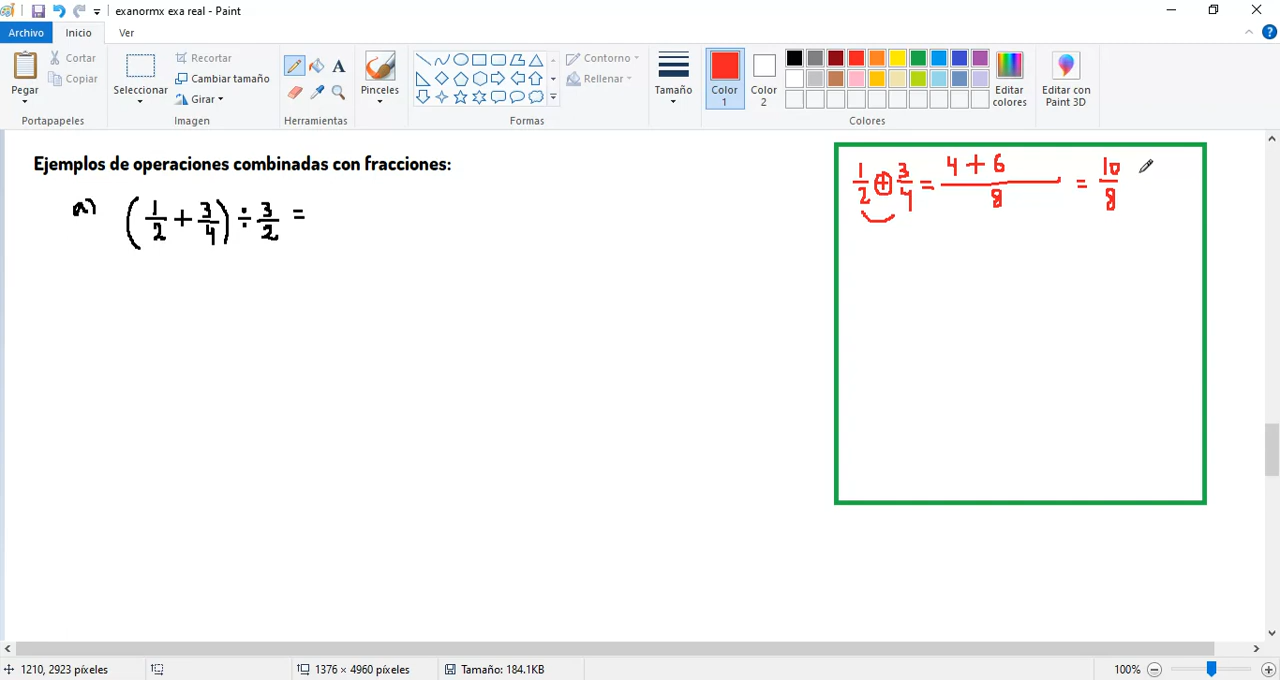 exanormx exa real - Paint
Archivo Inicio Ver
Pegar Cortar Copiar
Portapapeles
Seleccionar Recortar Cambiar tamaño Girar
Imagen
A
Herramientas
Pinceles
Contorno Rellenar
Formas
Tamaño
Color 1 Color 2
Editar colores
Colores
Editar con Paint 3D
Ejemplos de operaciones combinadas con fracciones:
a) (1/2 + 3/4) ÷ 3/2 =
1/2 + 3/4 = 4 + 6 / 8 = 10/8
1210, 2923 píxeles 1376 × 4960 píxeles Tamaño: 184.1KB 100%